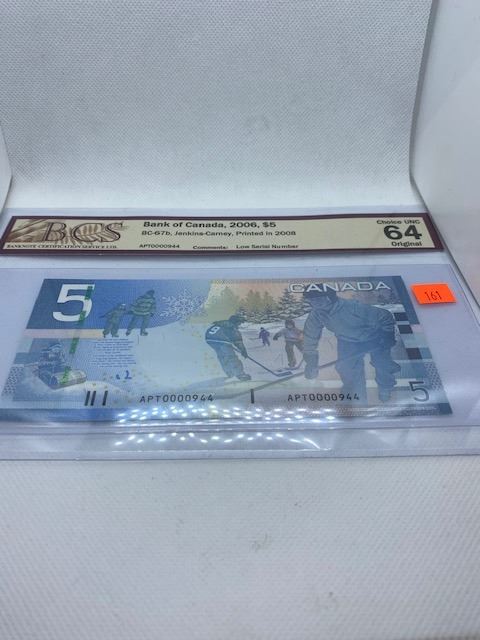 BCS
BANKNOTE CERTIFICATION SERVICE LTD.
Bank of Canada, 2006, $5
BC-67b, Jenkins-Carney, Printed in 2008
APT0000944 Comments: Low Serial Number
Choice UNC
64
Original
161
5
CANADA
9
APT0000944
APT0000944
5